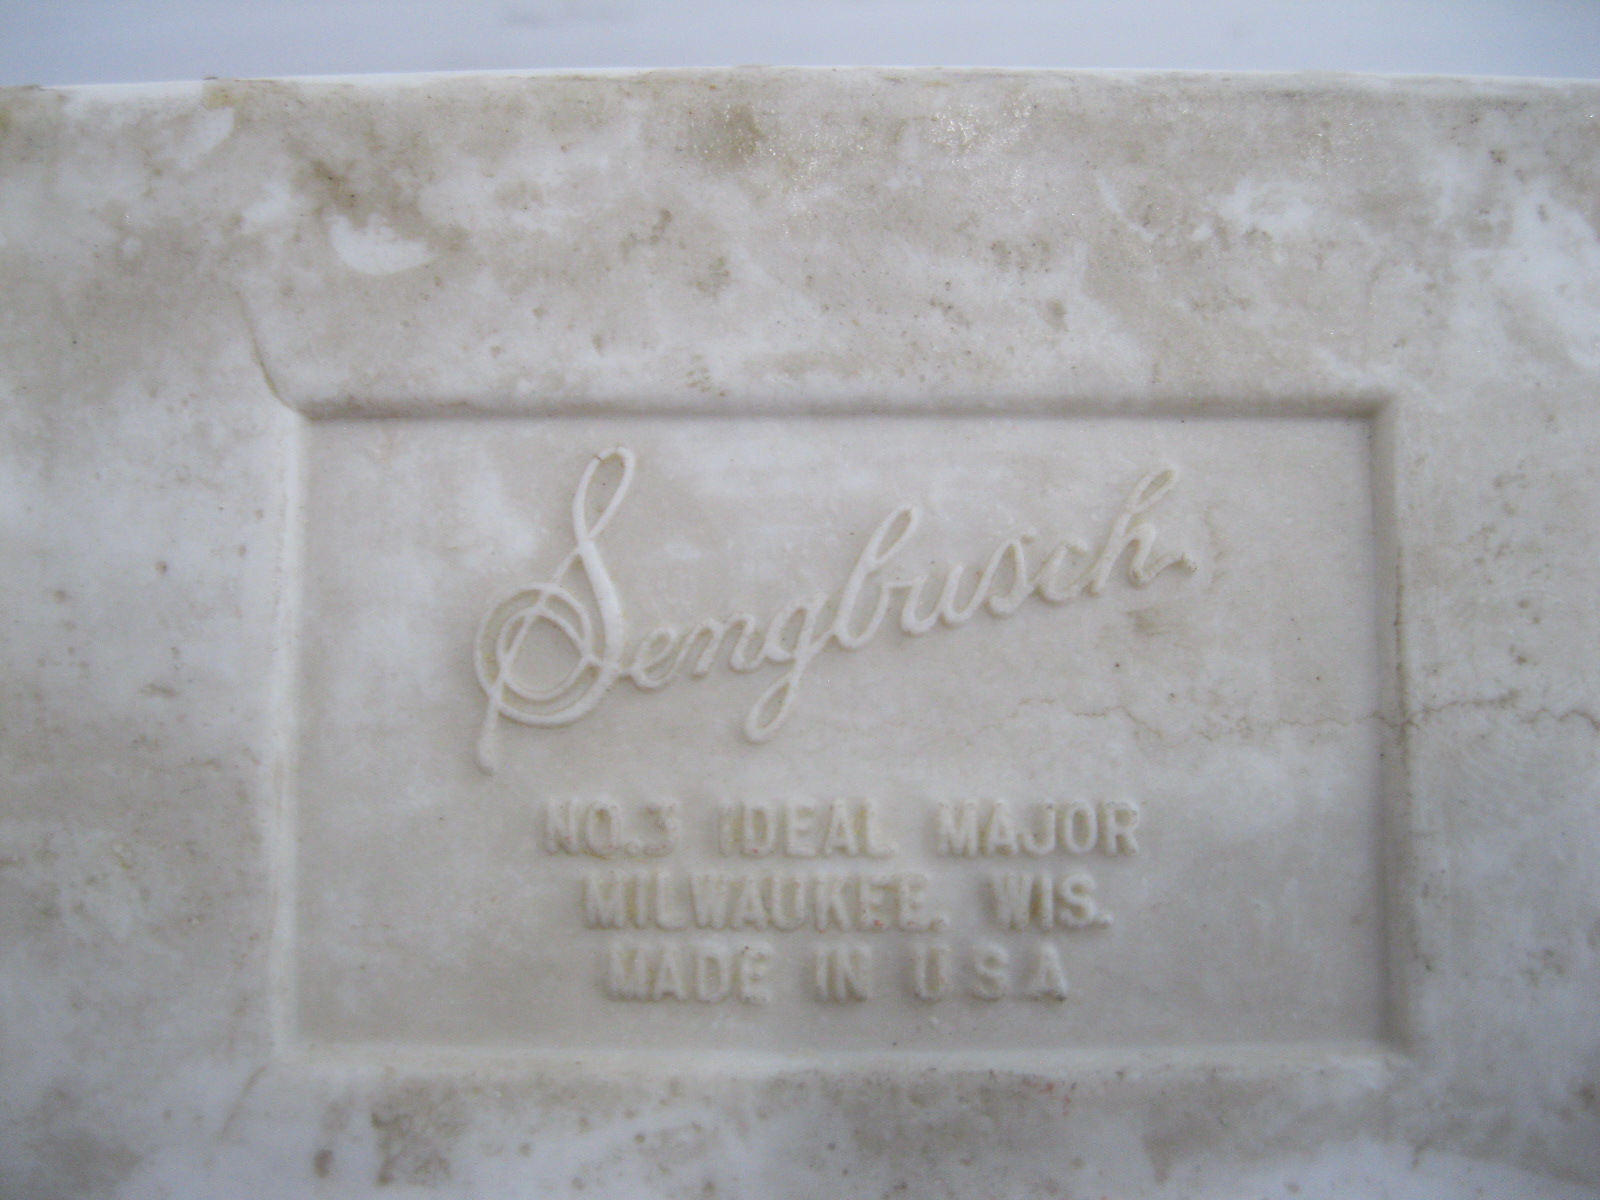 Sengbusch
NO.3 IDEAL MAJOR
MILWAUKEE. WIS.
MADE IN U S A